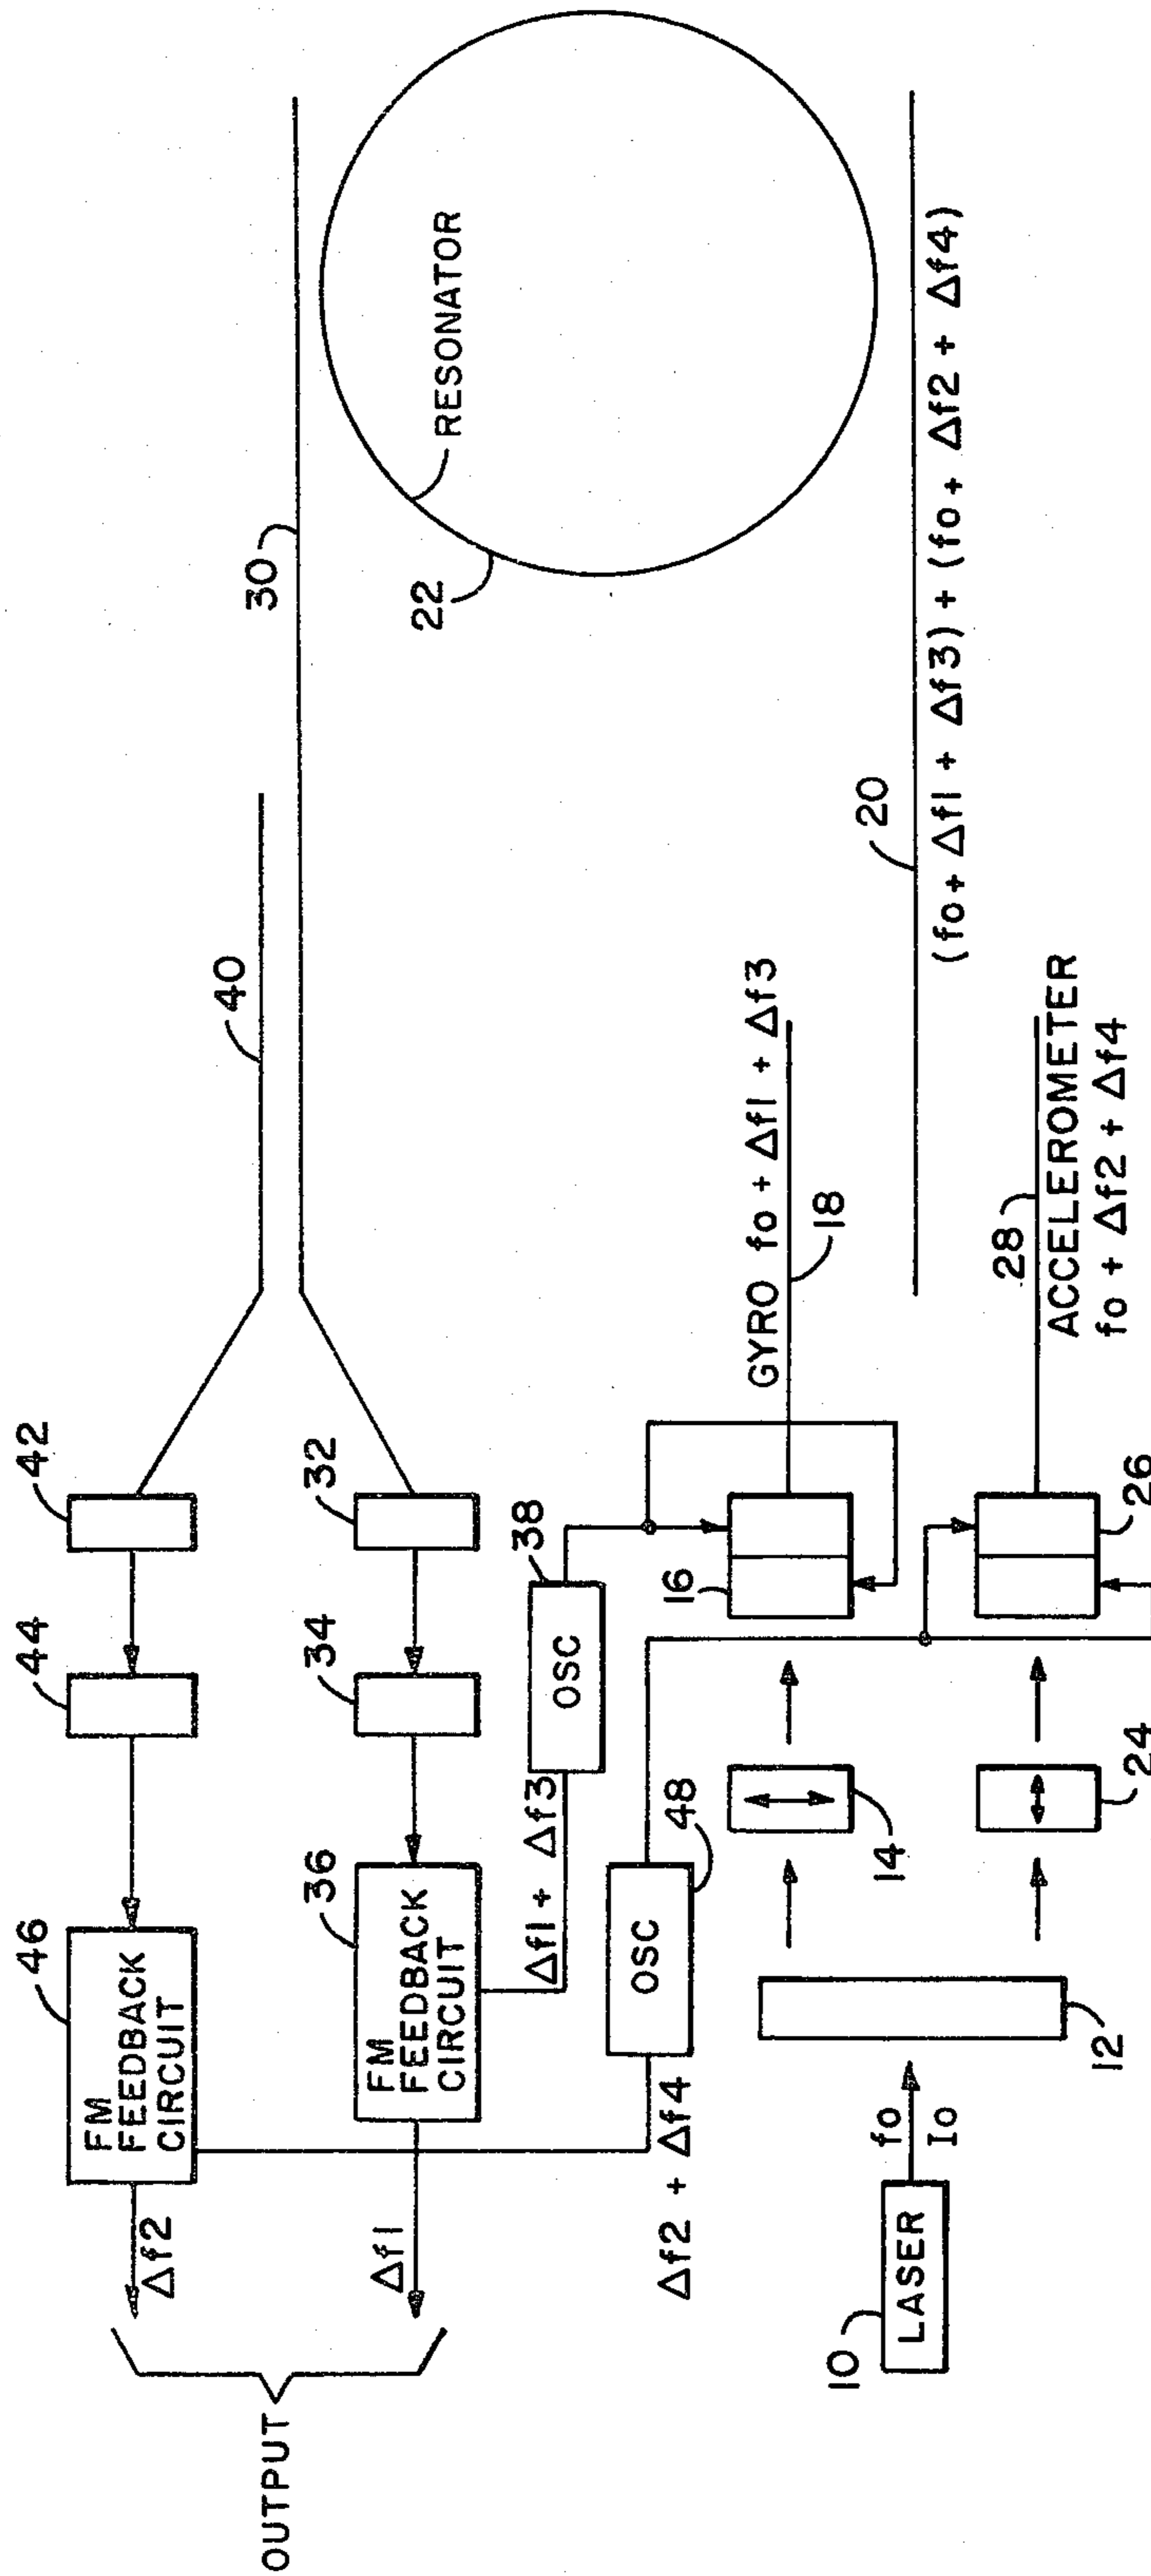 OUTPUT
Δf2
46
FM
FEEDBACK
CIRCUIT
44
42
40
30
Δf1
36
FM
FEEDBACK
CIRCUIT
34
32
22
RESONATOR
Δf1 + Δf3
38
OSC
Δf2 + Δf4
48
OSC
10
LASER
fo
Io
12
14
16
GYRO fo + Δf1 + Δf3
18
20
(fo + Δf1 + Δf3) + (fo + Δf2 + Δf4)
24
26
28
ACCELEROMETER
fo + Δf2 + Δf4